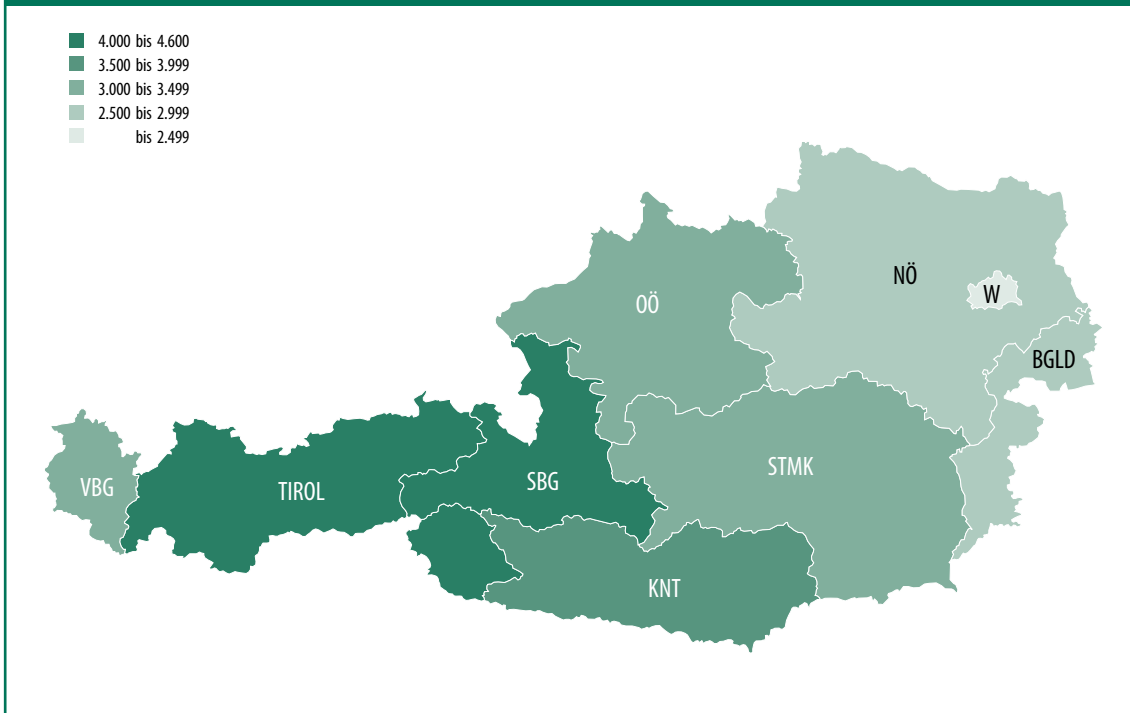 4.000 bis 4.600
3.500 bis 3.999
3.000 bis 3.499
2.500 bis 2.999
bis 2.499
NÖ
W
OÖ
BGLD
STMK
SBG
VBG
TIROL
KNT